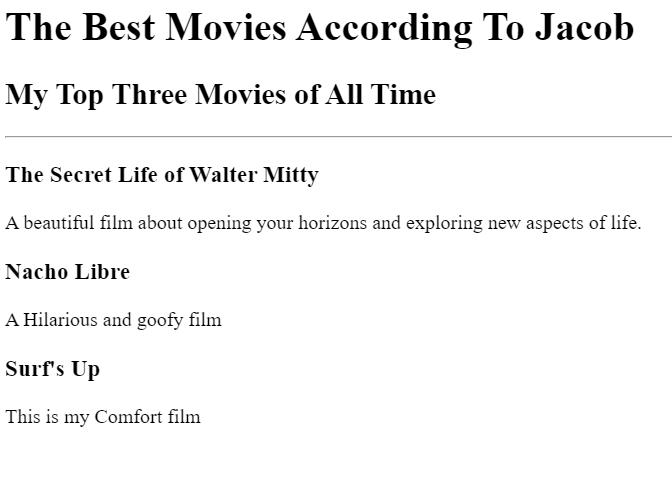 The Best Movies According To Jacob
My Top Three Movies of All Time
The Secret Life of Walter Mitty
A beautiful film about opening your horizons and exploring new aspects of life.
Nacho Libre
A Hilarious and goofy film
Surf's Up
This is my Comfort film